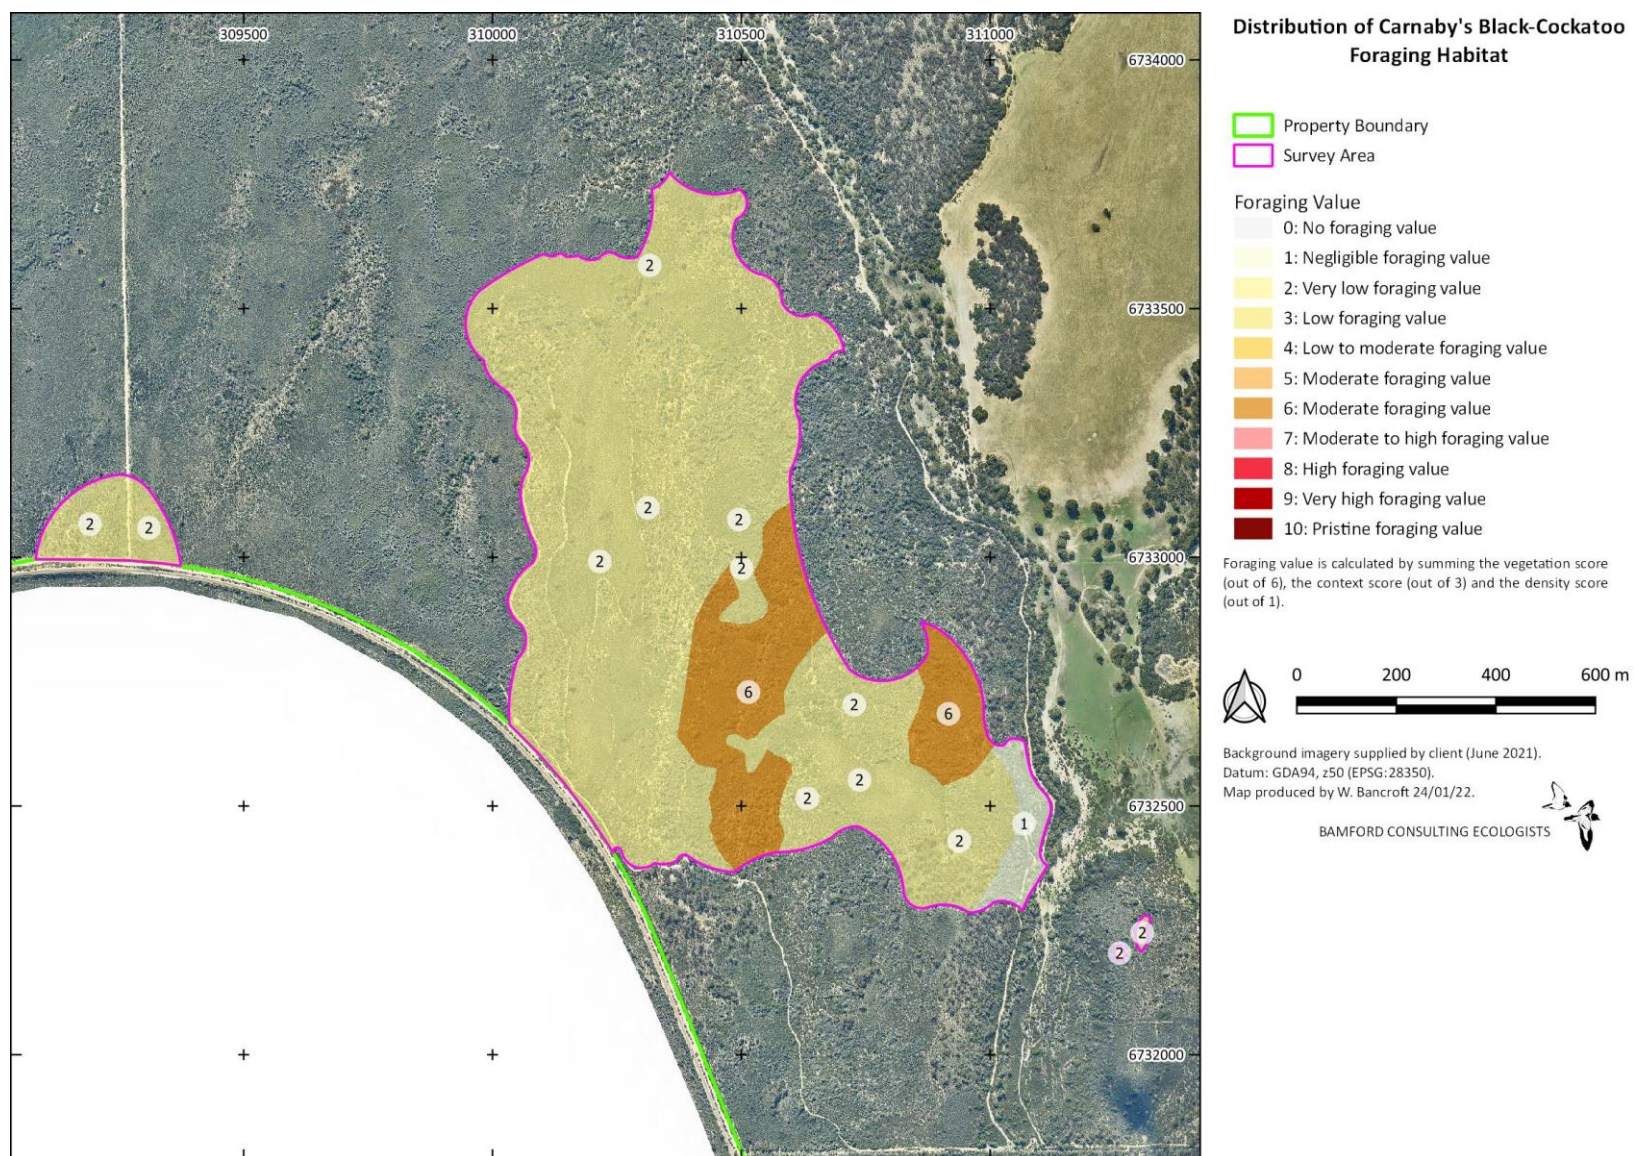 Distribution of Carnaby's Black-Cockatoo
Foraging Habitat
Property Boundary
Survey Area
Foraging Value
0: No foraging value
1: Negligible foraging value
2: Very low foraging value
3: Low foraging value
4: Low to moderate foraging value
5: Moderate foraging value
6: Moderate foraging value
7: Moderate to high foraging value
8: High foraging value
9: Very high foraging value
10: Pristine foraging value
Foraging value is calculated by summing the vegetation score
(out of 6), the context score (out of 3) and the density score
(out of 1).
0 200 400 600 m
Background imagery supplied by client (June 2021).
Datum: GDA94, z50 (EPSG:28350).
Map produced by W. Bancroft 24/01/22.
BAMFORD CONSULTING ECOLOGISTS
309500 310000 310500 311000
6734000
6733500
6733000
6732500
6732000
2
2
2
2
2
2
2
6
2
6
2
2
1
2
2
2